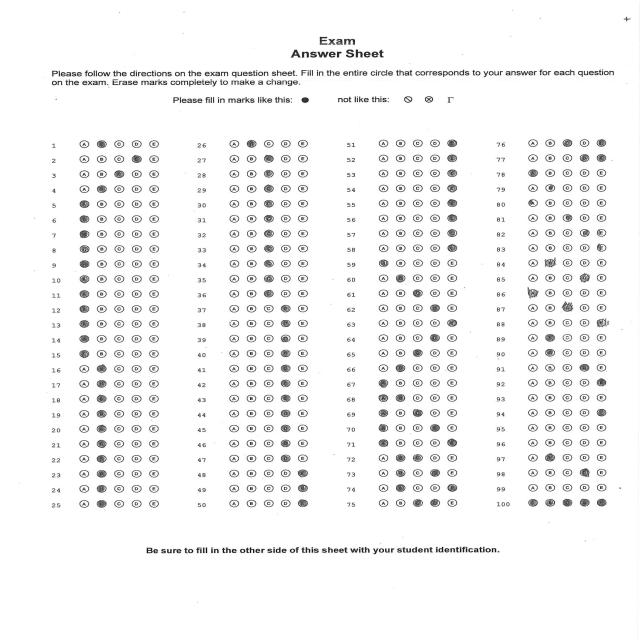 Exam
Answer Sheet
Please follow the directions on the exam question sheet. Fill in the entire circle that corresponds to your answer for each question
on the exam. Erase marks completely to make a change.
Please fill in marks like this: not like this:
1 A C D E 26 A C D E 51 A B C D 76 A B D
2 A B C E 27 A B D E 52 A B C D 77 A B C
3 A B D E 28 A B D E 53 A B C D 78 B C D E
4 A C D E 29 A B D E 54 A B C D 79 A C D E
5 B C D E 30 A B D E 55 A B C D 80 B C D E
6 B C D E 31 A B D E 56 A B C D 81 A B D E
7 B C D E 32 A B D E 57 A B C D 82 A B C E
8 B C D E 33 A B D E 58 A B C D 83 A B C D
9 B C D E 34 A B D E 59 B C D E 84 A C D E
10 B C D E 35 A B D E 60 A C D E 85 A B C E
11 B C D E 36 A B D E 61 A B D E 86 B C D E
12 B C D E 37 A B C E 62 A B C E 87 A B D E
13 B C D E 38 A B C E 63 A B C D 88 A B C D
14 B C D E 39 A B C E 64 A B C E 89 A C D E
15 B C D E 40 A B C E 65 A B D E 90 A C D E
16 A C D E 41 A B C E 66 A C D E 91 A B C E
17 A C D E 42 A B C E 67 B C D E 92 A B C D
18 A C D E 43 A B C E 68 C D E 93 A B C D E
19 A C D E 44 A B C E 69 B D E 94 A B C D
20 A C D E 45 A B C E 70 B C E 95 A B C D E
21 A C D E 46 A B C E 71 B C D 96 A B C D E
22 A C D E 47 A B C E 72 A D E 97 A C D E
23 A C D E 48 A B C D 73 A C E 98 A B C E
24 A C D E 49 A B C D 74 A C D 99 A B C D E
25 A C D E 50 A B C D 75 A B E 100
Be sure to fill in the other side of this sheet with your student identification.